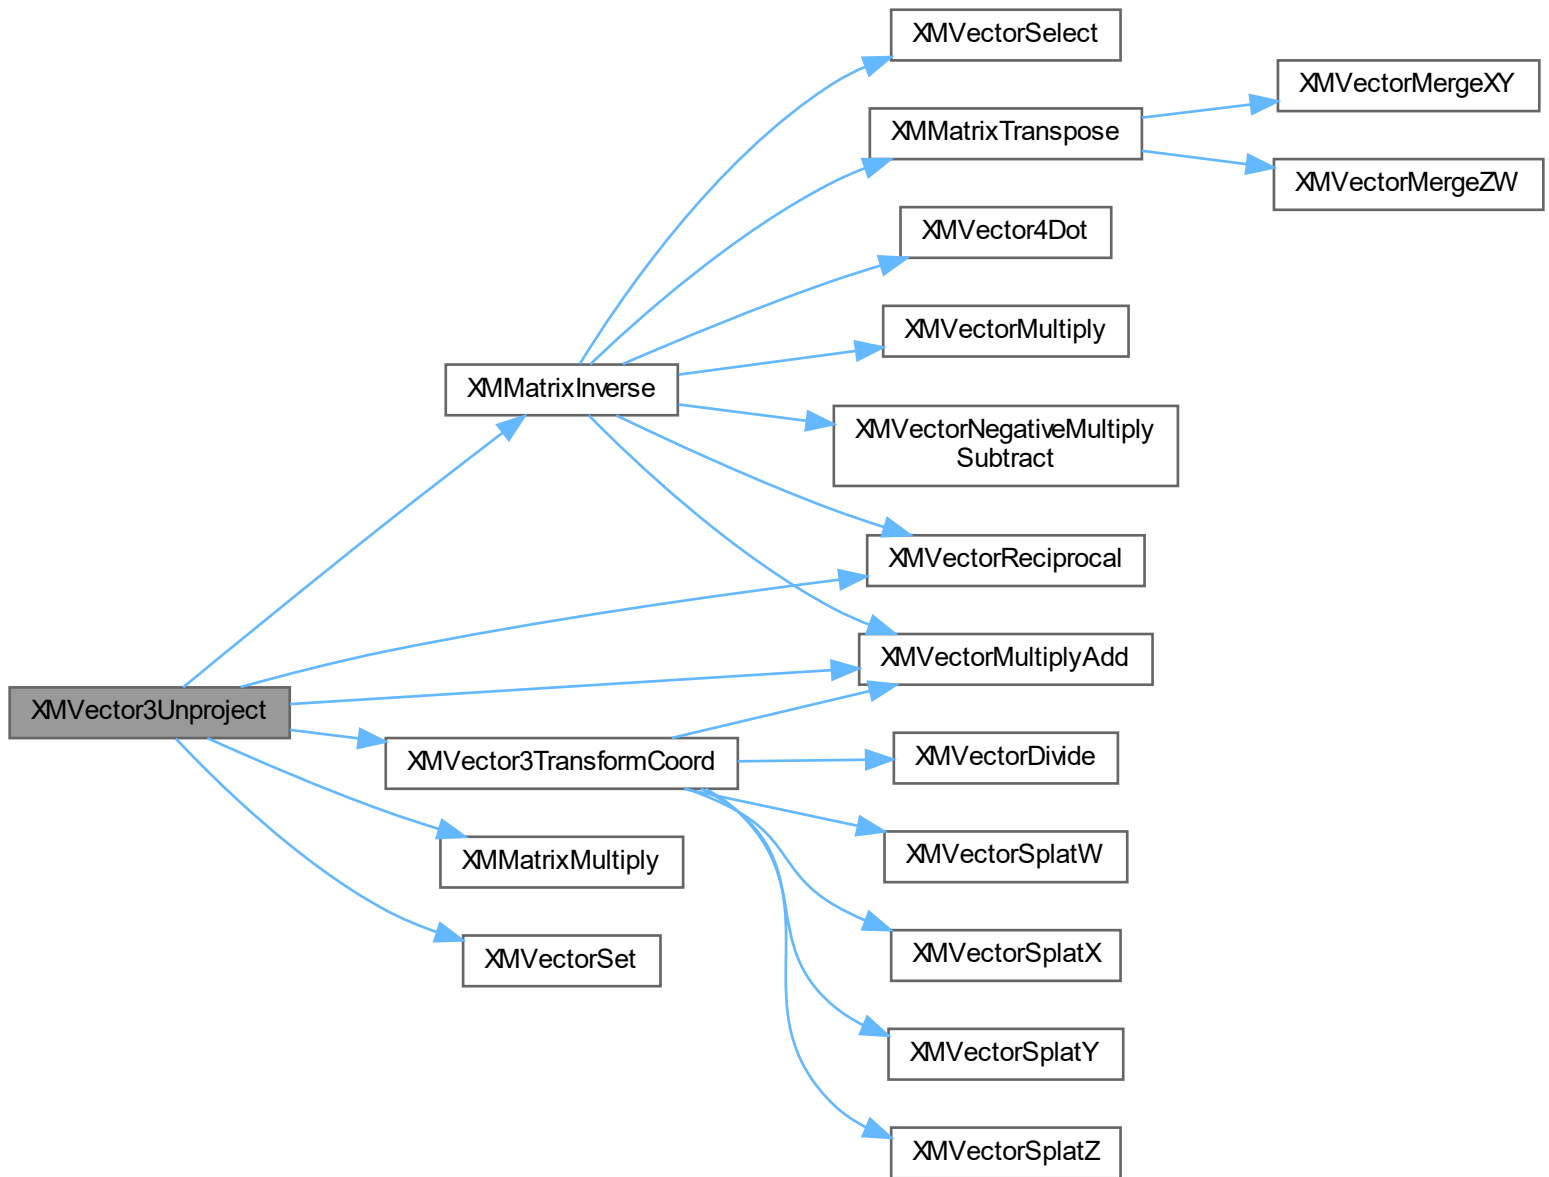 XMVectorSelect
XMVectorMergeXY
XMMatrixTranspose
XMVectorMergeZW
XMVector4Dot
XMVectorMultiply
XMMatrixInverse
XMVectorNegativeMultiply
Subtract
XMVectorReciprocal
XMVectorMultiplyAdd
XMVector3Unproject
XMVector3TransformCoord
XMVectorDivide
XMVectorSplatW
XMMatrixMultiply
XMVectorSplatX
XMVectorSet
XMVectorSplatY
XMVectorSplatZ